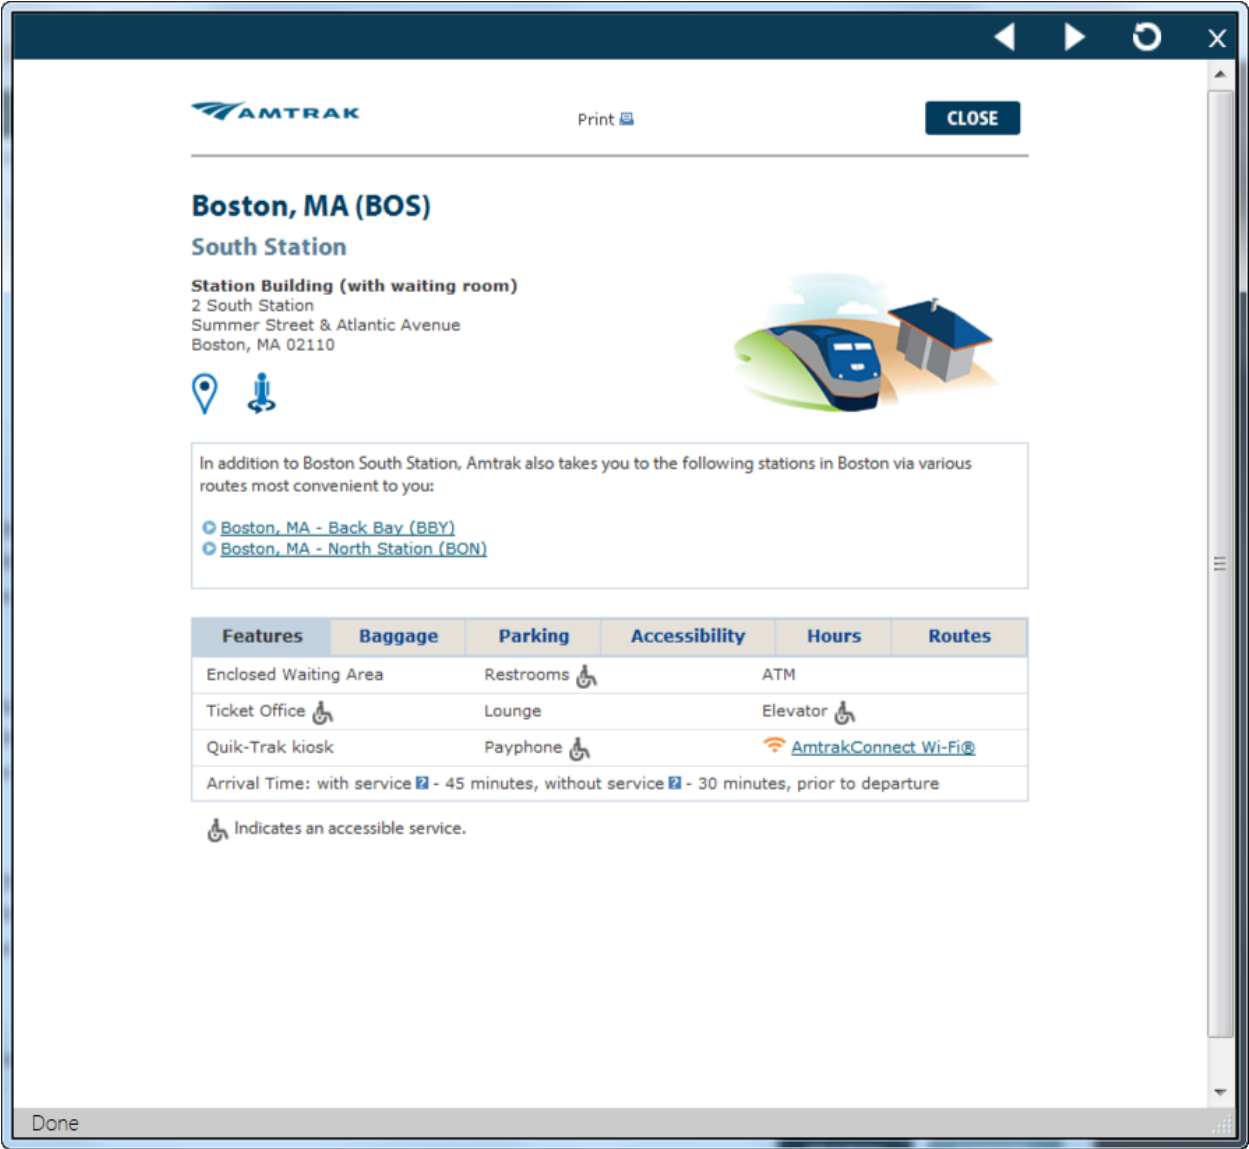 X
AMTRAK
Print
CLOSE
Boston, MA (BOS)
South Station
Station Building (with waiting room)
2 South Station
Summer Street & Atlantic Avenue
Boston, MA 02110
In addition to Boston South Station, Amtrak also takes you to the following stations in Boston via various
routes most convenient to you:
Boston, MA - Back Bay (BBY)
Boston, MA - North Station (BON)
Features Baggage Parking Accessibility Hours Routes
Enclosed Waiting Area Restrooms ATM
Ticket Office Lounge Elevator
Quik-Trak kiosk Payphone AmtrakConnect Wi-Fi®
Arrival Time: with service ? - 45 minutes, without service ? - 30 minutes, prior to departure
Indicates an accessible service.
Done